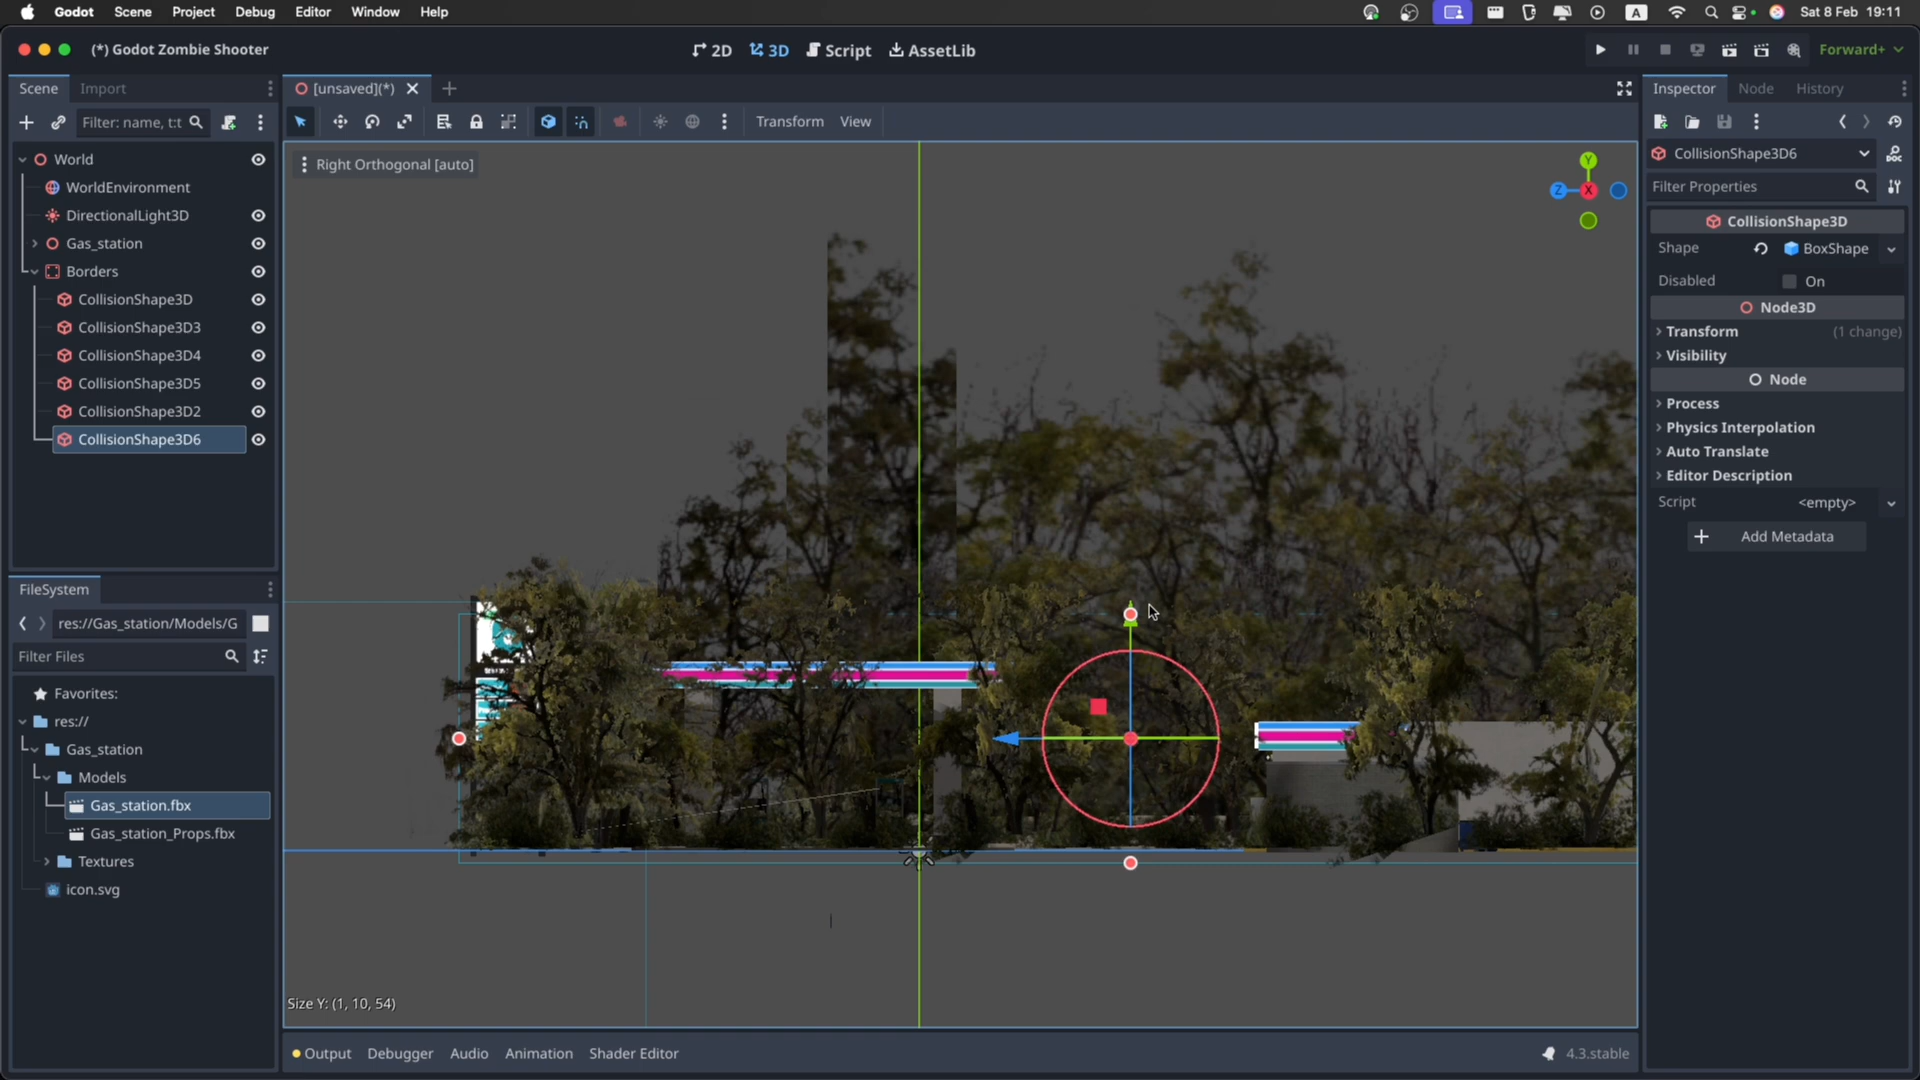 Godot Scene Project Debug Editor Window Help
A Sat 8 Feb 19:11
(*) Godot Zombie Shooter
2D 3D Script AssetLib
Forward+
Scene Import
[unsaved](*)
Inspector Node History
Filter: name, t:t
Transform View
World
WorldEnvironment
DirectionalLight3D
Gas_station
Borders
CollisionShape3D
CollisionShape3D3
CollisionShape3D4
CollisionShape3D5
CollisionShape3D2
CollisionShape3D6
FileSystem
res://Gas_station/Models/G
Filter Files
Favorites:
res://
Gas_station
Models
Gas_station.fbx
Gas_station_Props.fbx
Textures
icon.svg
Right Orthogonal [auto]
Y
Z X
Size Y: (1, 10, 54)
Output Debugger Audio Animation Shader Editor
4.3.stable
CollisionShape3D6
Filter Properties
CollisionShape3D
Shape BoxShape
Disabled On
Node3D
Transform (1 change)
Visibility
Node
Process
Physics Interpolation
Auto Translate
Editor Description
Script <empty>
Add Metadata